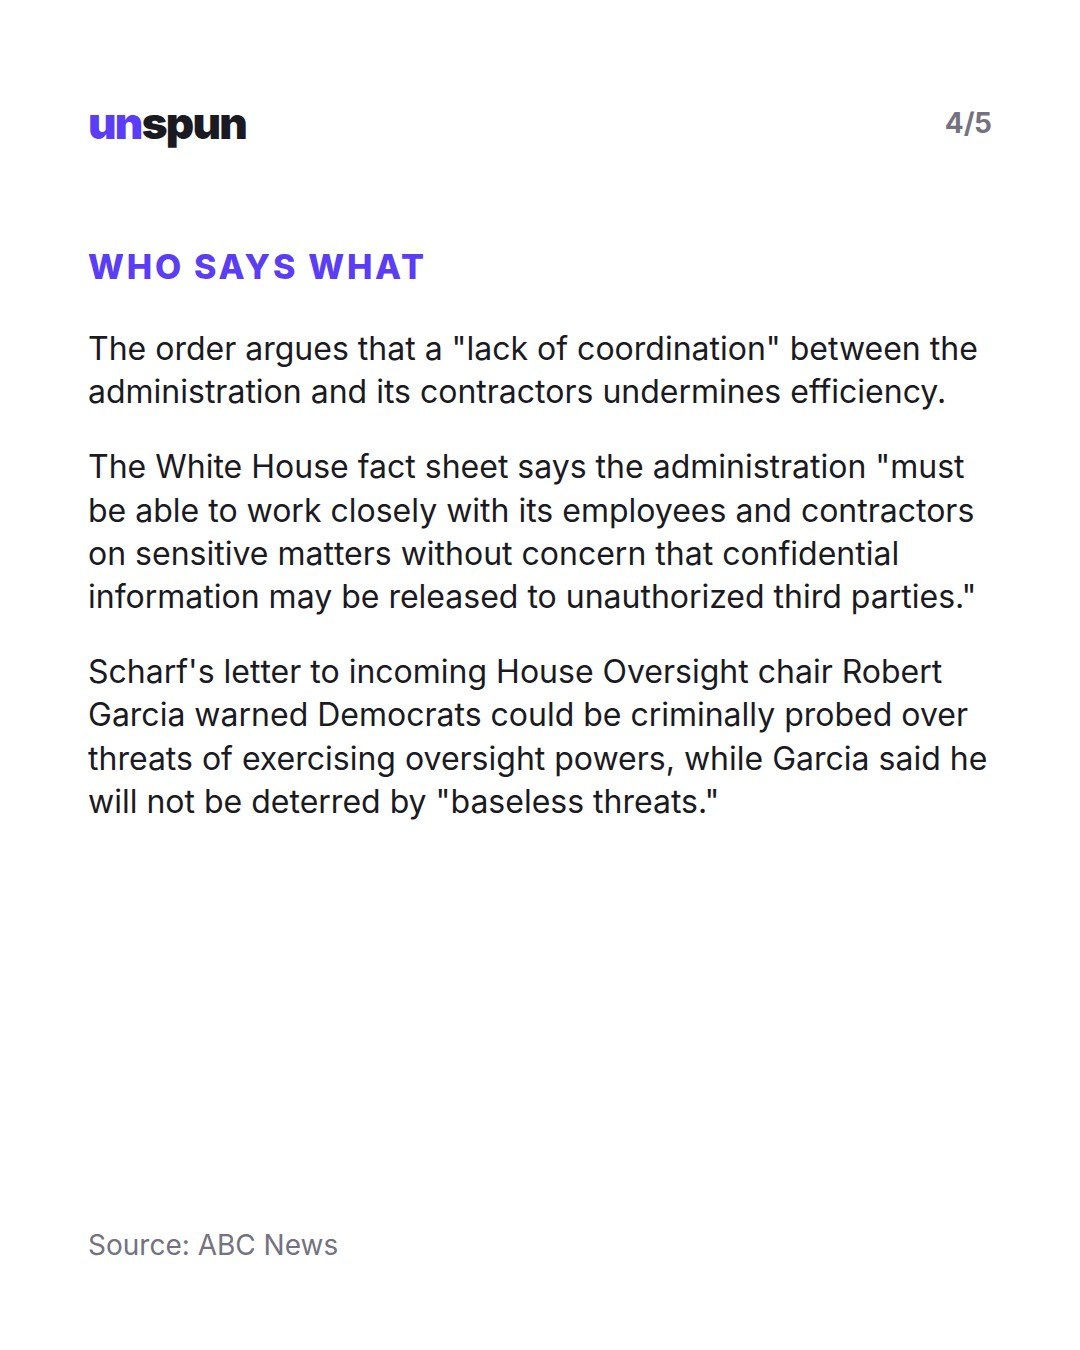 unspun
4/5
WHO SAYS WHAT
The order argues that a "lack of coordination" between the
administration and its contractors undermines efficiency.
The White House fact sheet says the administration "must
be able to work closely with its employees and contractors
on sensitive matters without concern that confidential
information may be released to unauthorized third parties."
Scharf's letter to incoming House Oversight chair Robert
Garcia warned Democrats could be criminally probed over
threats of exercising oversight powers, while Garcia said he
will not be deterred by "baseless threats."
Source: ABC News